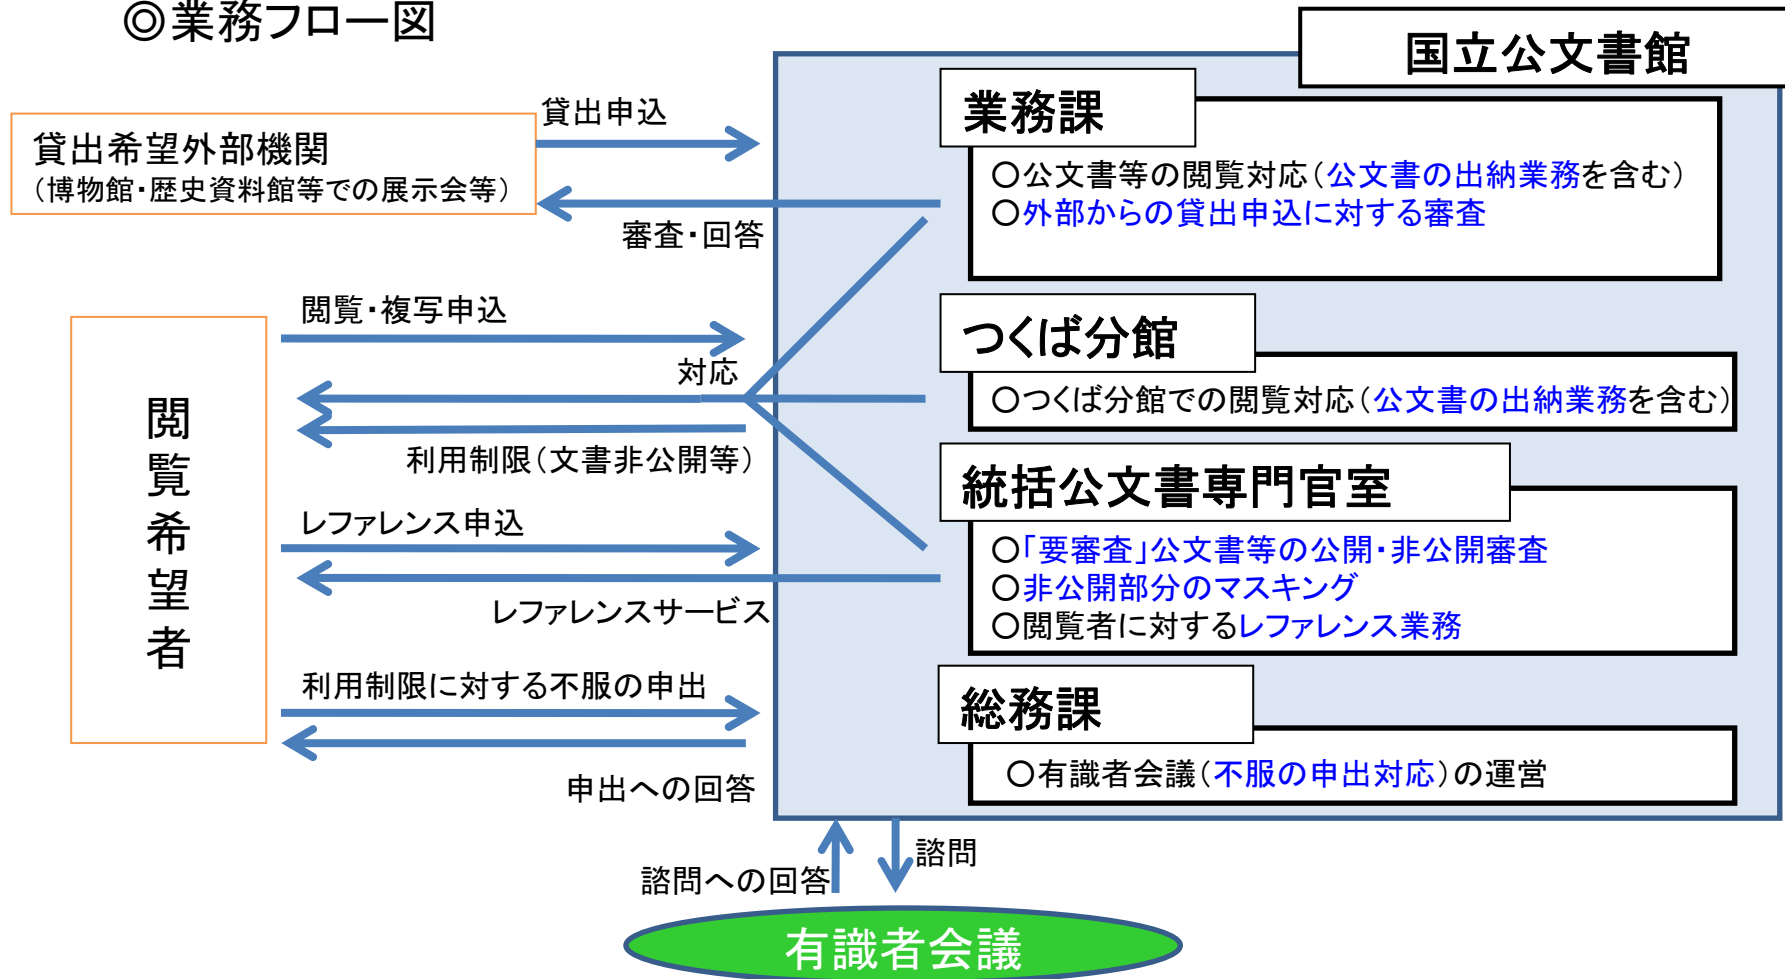 ◎業務フロー図
国立公文書館
貸出希望外部機関
（博物館・歴史資料館等での展示会等）
貸出申込
審査・回答
業務課
○公文書等の閲覧対応（公文書の出納業務を含む）
○外部からの貸出申込に対する審査
閲覧希望者
閲覧・複写申込
対応
利用制限（文書非公開等）
レファレンス申込
レファレンスサービス
利用制限に対する不服の申出
申出への回答
つくば分館
○つくば分館での閲覧対応（公文書の出納業務を含む）
統括公文書専門官室
○「要審査」公文書等の公開・非公開審査
○非公開部分のマスキング
○閲覧者に対するレファレンス業務
総務課
○有識者会議（不服の申出対応）の運営
諮問への回答
諮問
有識者会議